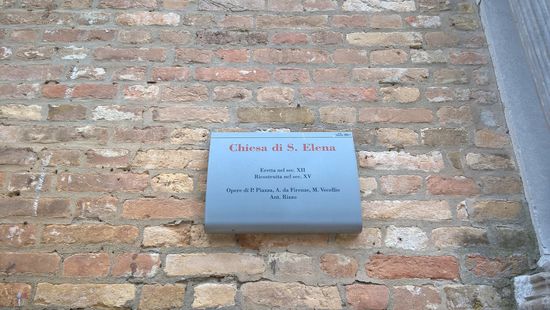 Chiesa di S. Elena
Eretta nel sec. XII
Ricostruita nel sec. XV
Opere di P. Piazza, A. da Firenze, M. Vecellio
Ant. Rizzo